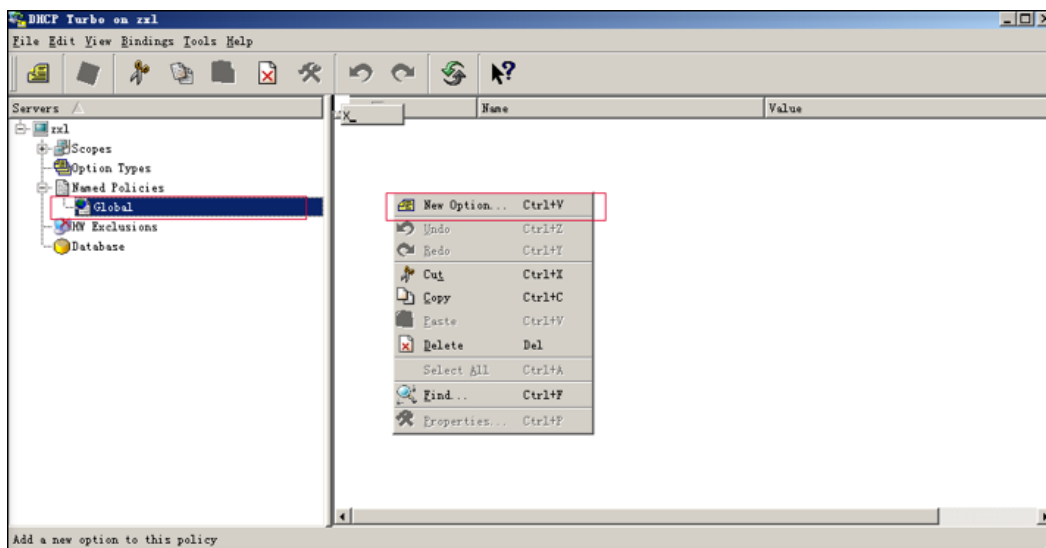 DHCP Turbo on zxl
File Edit View Bindings Tools Help
Servers
Name
Value
zxl
Scopes
Option Types
Named Policies
Global
HW Exclusions
Database
New Option... Ctrl+V
Undo Ctrl+Z
Redo Ctrl+Y
Cut Ctrl+X
Copy Ctrl+C
Paste Ctrl+V
Delete Del
Select All Ctrl+A
Find... Ctrl+F
Properties... Ctrl+P
Add a new option to this policy